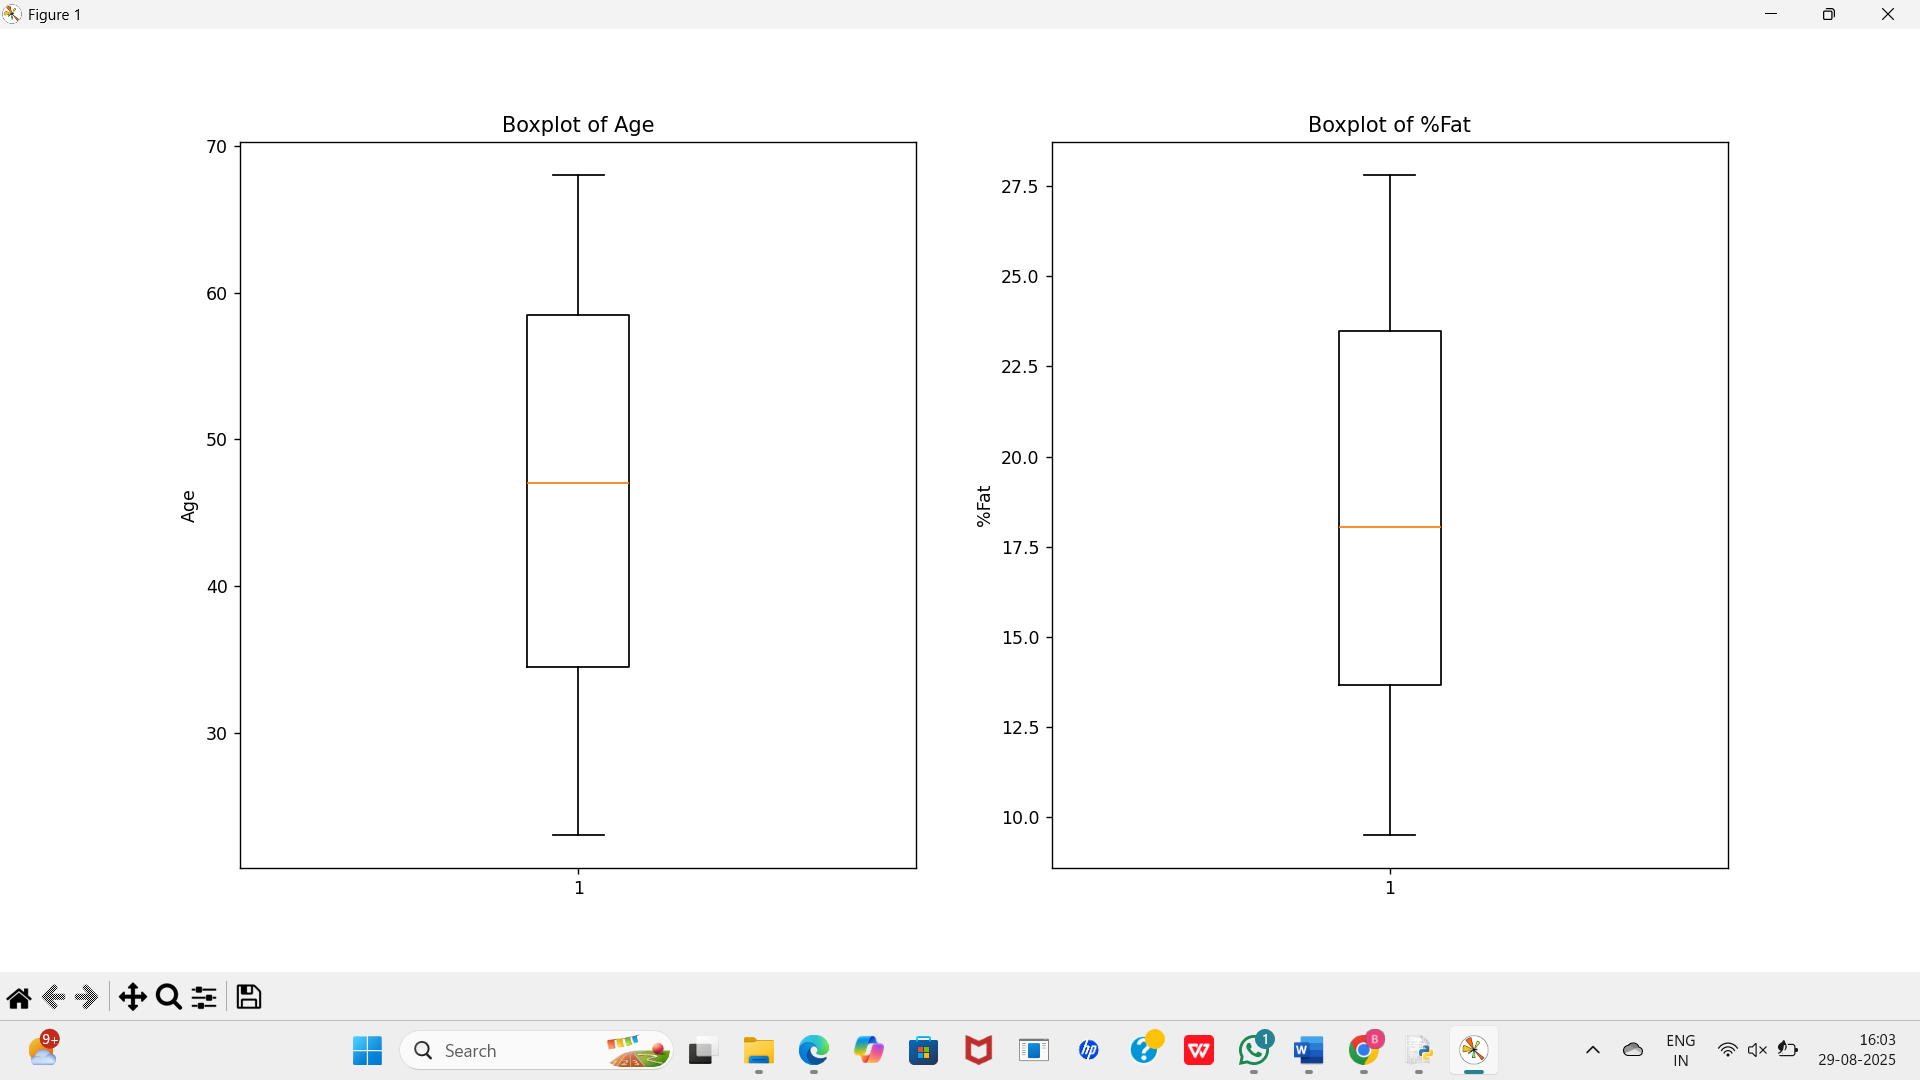 Figure 1
Boxplot of Age
70
60
50
40
30
Age
1
Boxplot of %Fat
27.5
25.0
22.5
20.0
17.5
15.0
12.5
10.0
%Fat
1
9+
Search
hp
?
W
1
W
B
ENG
IN
16:03
29-08-2025